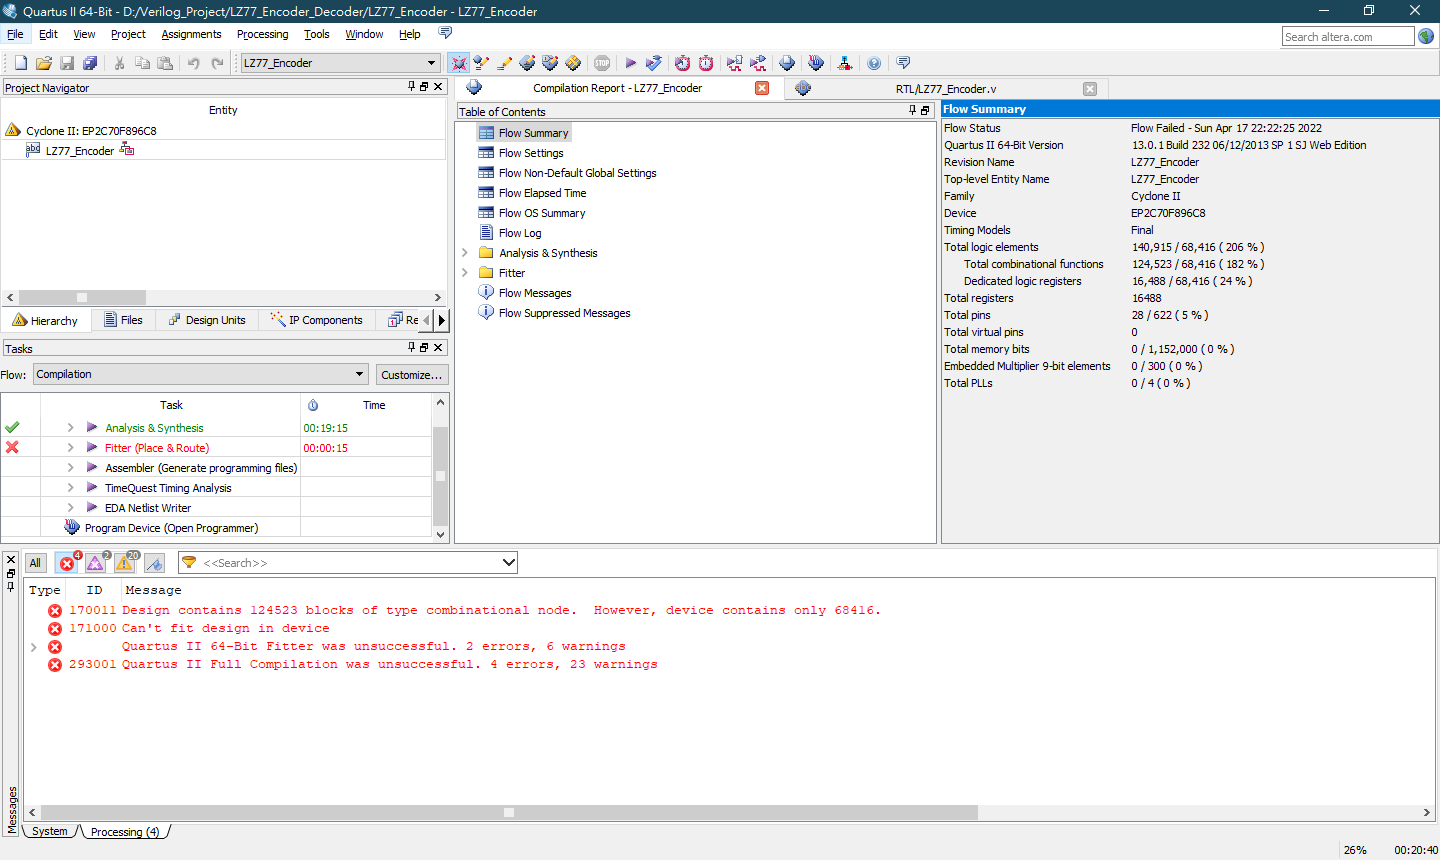 Quartus II 64-Bit - D:/Verilog_Project/LZ77_Encoder_Decoder/LZ77_Encoder - LZ77_Encoder
File Edit View Project Assignments Processing Tools Window Help
Search altera.com
LZ77_Encoder
STOP
Project Navigator
Entity
Cyclone II: EP2C70F896C8
abd LZ77_Encoder
Hierarchy Files Design Units IP Components Re
Tasks
Flow: Compilation Customize...
Task Time
Analysis & Synthesis 00:19:15
Fitter (Place & Route) 00:00:15
Assembler (Generate programming files)
TimeQuest Timing Analysis
EDA Netlist Writer
Program Device (Open Programmer)
Compilation Report - LZ77_Encoder
RTL/LZ77_Encoder.v
Table of Contents
Flow Summary
Flow Settings
Flow Non-Default Global Settings
Flow Elapsed Time
Flow OS Summary
Flow Log
Analysis & Synthesis
Fitter
Flow Messages
Flow Suppressed Messages
Flow Summary
Flow Status Flow Failed - Sun Apr 17 22:22:25 2022
Quartus II 64-Bit Version 13.0.1 Build 232 06/12/2013 SP 1 SJ Web Edition
Revision Name LZ77_Encoder
Top-level Entity Name LZ77_Encoder
Family Cyclone II
Device EP2C70F896C8
Timing Models Final
Total logic elements 140,915 / 68,416 ( 206 % )
Total combinational functions 124,523 / 68,416 ( 182 % )
Dedicated logic registers 16,488 / 68,416 ( 24 % )
Total registers 16488
Total pins 28 / 622 ( 5 % )
Total virtual pins 0
Total memory bits 0 / 1,152,000 ( 0 % )
Embedded Multiplier 9-bit elements 0 / 300 ( 0 % )
Total PLLs 0 / 4 ( 0 % )
All 4 2 20 <<Search>>
Type ID Message
170011 Design contains 124523 blocks of type combinational node.  However, device contains only 68416.
171000 Can't fit design in device
Quartus II 64-Bit Fitter was unsuccessful. 2 errors, 6 warnings
293001 Quartus II Full Compilation was unsuccessful. 4 errors, 23 warnings
Messages
System Processing (4)
26% 00:20:40